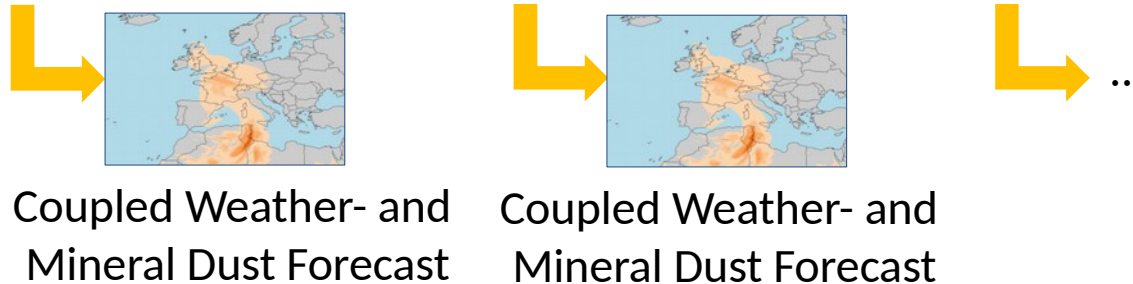 ..
Coupled Weather- and
Mineral Dust Forecast
Coupled Weather- and
Mineral Dust Forecast